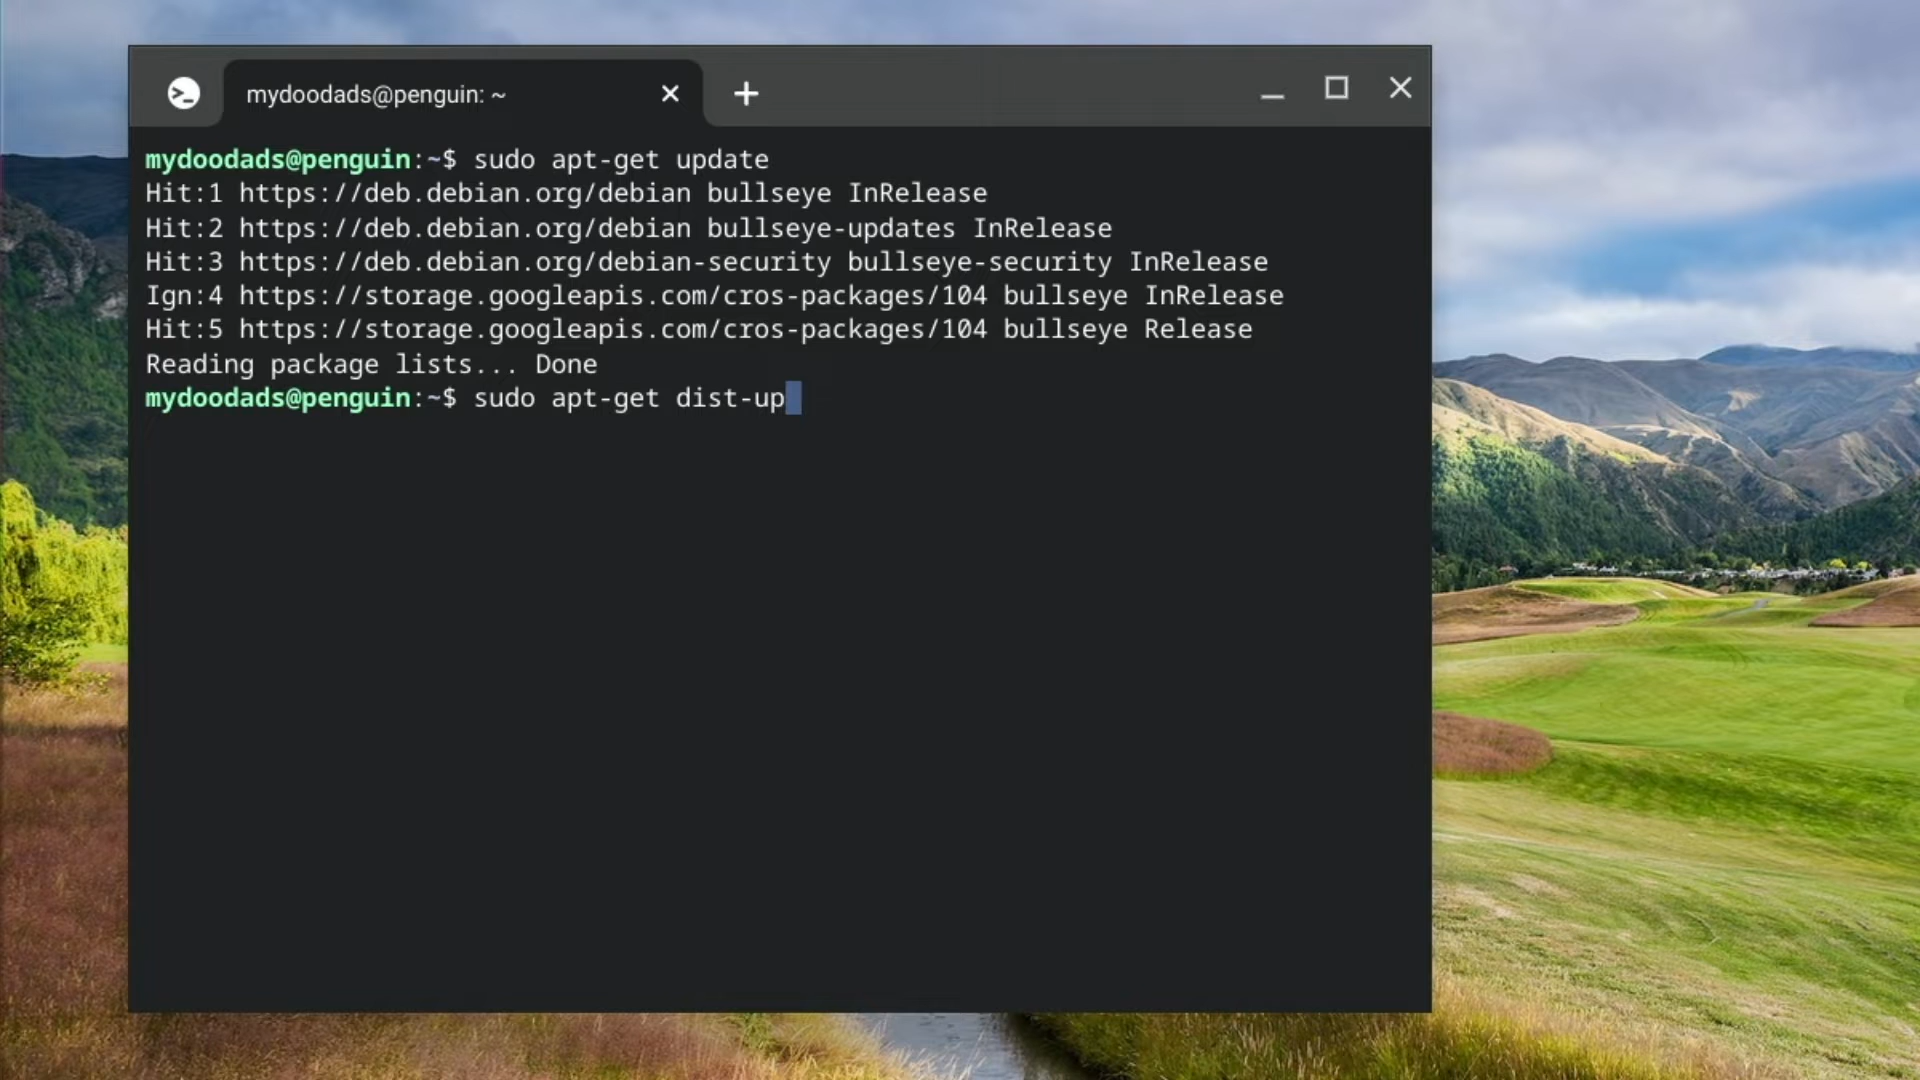 mydoodads@penguin: ~
mydoodads@penguin:~$ sudo apt-get update
Hit:1 https://deb.debian.org/debian bullseye InRelease
Hit:2 https://deb.debian.org/debian bullseye-updates InRelease
Hit:3 https://deb.debian.org/debian-security bullseye-security InRelease
Ign:4 https://storage.googleapis.com/cros-packages/104 bullseye InRelease
Hit:5 https://storage.googleapis.com/cros-packages/104 bullseye Release
Reading package lists... Done
mydoodads@penguin:~$ sudo apt-get dist-up